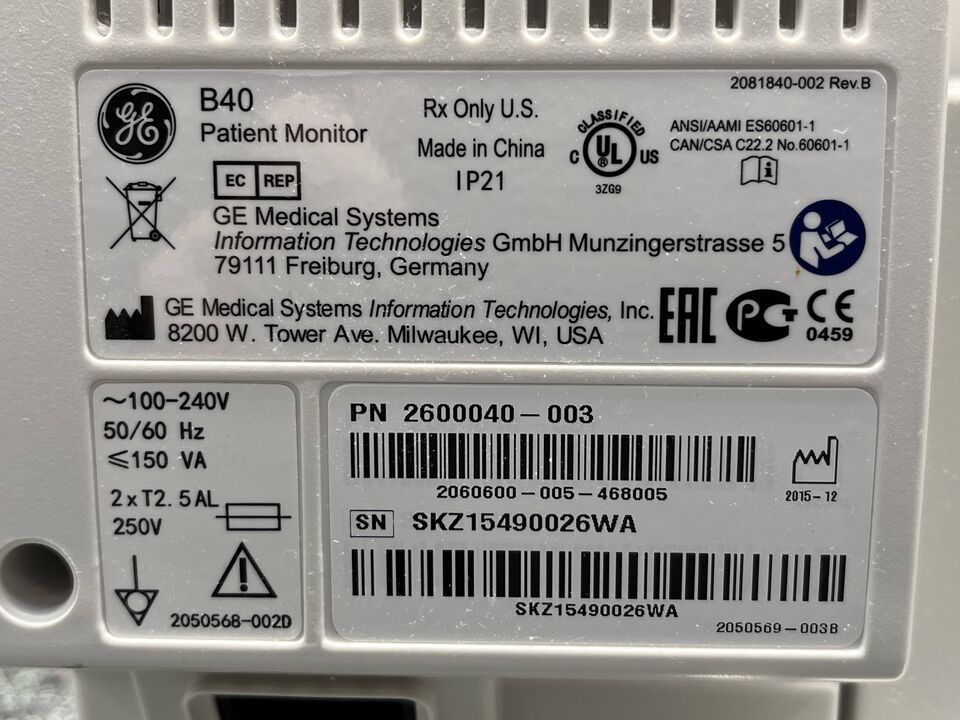 2081840-002 Rev.B
GE
B40
Patient Monitor
Rx Only U.S.
Made in China
IP21
CLASSIFIED
C UL US
3ZG9
ANSI/AAMI ES60601-1
CAN/CSA C22.2 No.60601-1
EC REP
GE Medical Systems
Information Technologies GmbH Munzingerstrasse 5
79111 Freiburg, Germany
GE Medical Systems Information Technologies, Inc.
8200 W. Tower Ave. Milwaukee, WI, USA
EAC
PCT
CE
0459
~100-240V
50/60 Hz
≤150 VA
2xT2.5AL
250V
2050568-002D
PN 2600040-003
2060600-005-468005
2015-12
SN SKZ15490026WA
SKZ15490026WA
2050569-003B